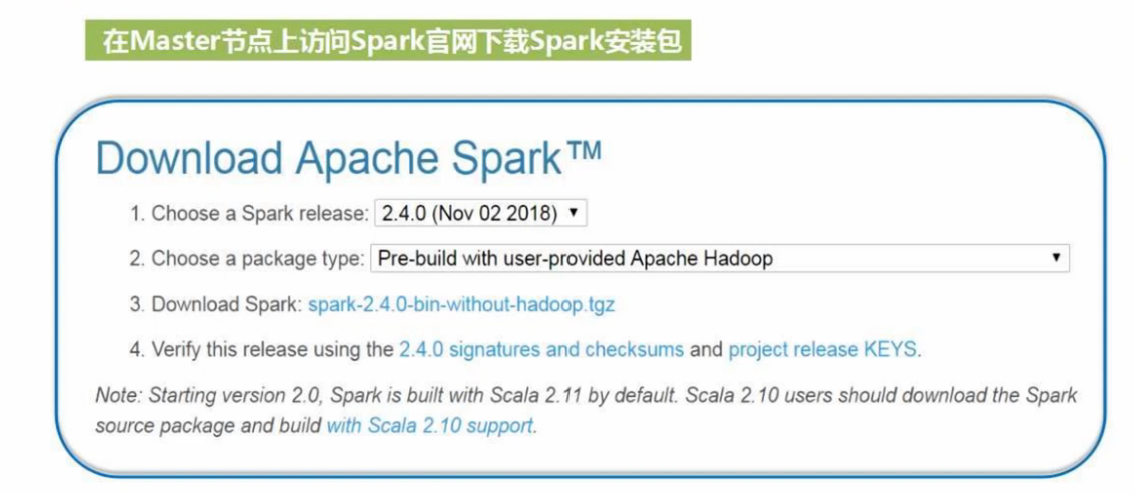 在Master节点上访问Spark官网下载Spark安装包
Download Apache Spark™
1. Choose a Spark release: 2.4.0 (Nov 02 2018)
2. Choose a package type: Pre-build with user-provided Apache Hadoop
3. Download Spark: spark-2.4.0-bin-without-hadoop.tgz
4. Verify this release using the 2.4.0 signatures and checksums and project release KEYS.
Note: Starting version 2.0, Spark is built with Scala 2.11 by default. Scala 2.10 users should download the Spark
source package and build with Scala 2.10 support.